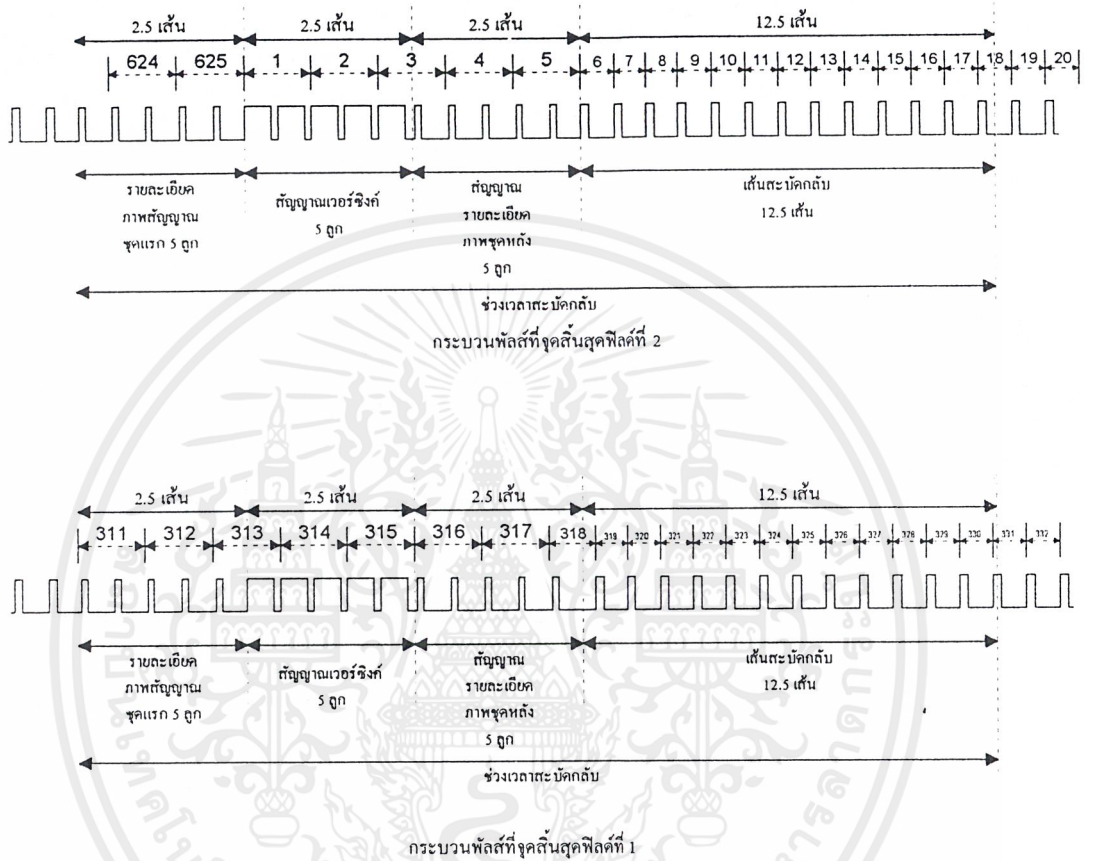 2.5 เส้น 2.5 เส้น 2.5 เส้น 12.5 เส้น
624 625 1 2 3 4 5 6 7 8 9 10 11 12 13 14 15 16 17 18 19 20
รายละเอียด
ภาพสัญญาณ
ชุดแรก 5 ลูก
สัญญาณเวอร์ซิงค์
5 ลูก
สัญญาณ
รายละเอียด
ภาพชุดหลัง
5 ลูก
เส้นสะบัดกลับ
12.5 เส้น
ช่วงเวลาสะบัดกลับ
กระบวนพัลส์ที่จุดสิ้นสุดฟิลด์ที่ 2
2.5 เส้น 2.5 เส้น 2.5 เส้น 12.5 เส้น
311 312 313 314 315 316 317 318 319 320 321 322 323 324 325 326 327 328 329 330 331 332
รายละเอียด
ภาพสัญญาณ
ชุดแรก 5 ลูก
สัญญาณเวอร์ซิงค์
5 ลูก
สัญญาณ
รายละเอียด
ภาพชุดหลัง
5 ลูก
เส้นสะบัดกลับ
12.5 เส้น
ช่วงเวลาสะบัดกลับ
กระบวนพัลส์ที่จุดสิ้นสุดฟิลด์ที่ 1